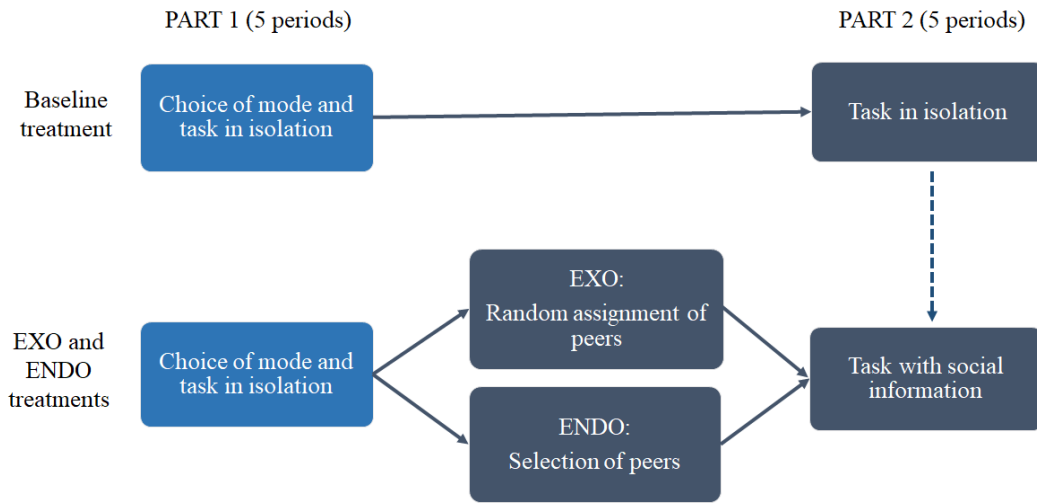 PART 1 (5 periods)
PART 2 (5 periods)
Baseline
treatment
Choice of mode and
task in isolation
Task in isolation
EXO and
ENDO
treatments
Choice of mode and
task in isolation
EXO:
Random assignment of
peers
ENDO:
Selection of peers
Task with social
information